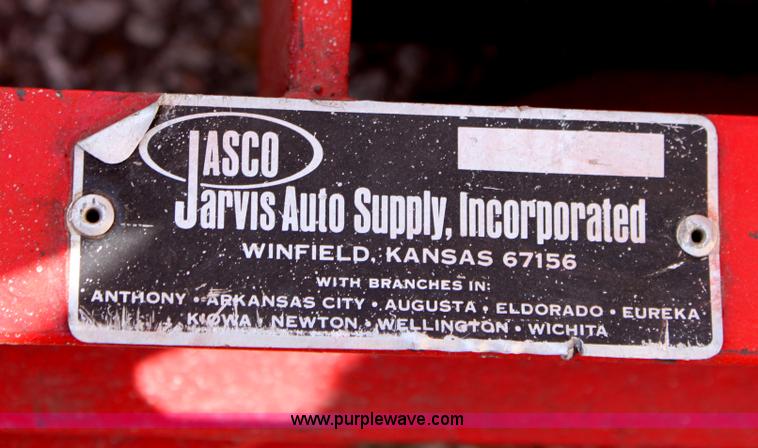 JASCO
Jarvis Auto Supply, Incorporated
WINFIELD, KANSAS 67156
WITH BRANCHES IN:
ANTHONY • ARKANSAS CITY • AUGUSTA • ELDORADO • EUREKA
KIOWA NEWTON • WELLINGTON • WICHITA
www.purplewave.com